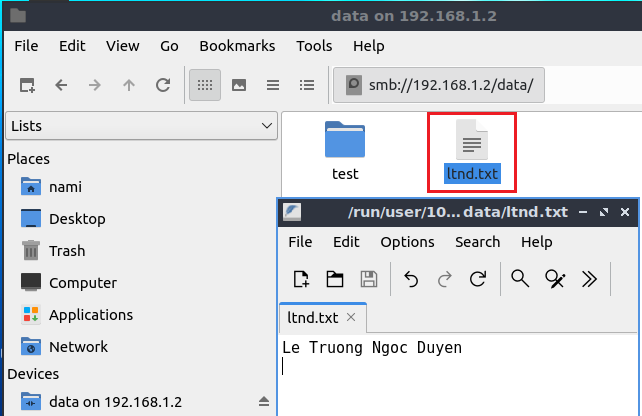 data on 192.168.1.2
File Edit View Go Bookmarks Tools Help
smb://192.168.1.2/data/
Lists
Places
nami
Desktop
Trash
Computer
Applications
Network
Devices
data on 192.168.1.2
test
ltnd.txt
/run/user/10...data/ltnd.txt
File Edit Options Search Help
ltnd.txt
Le Truong Ngoc Duyen